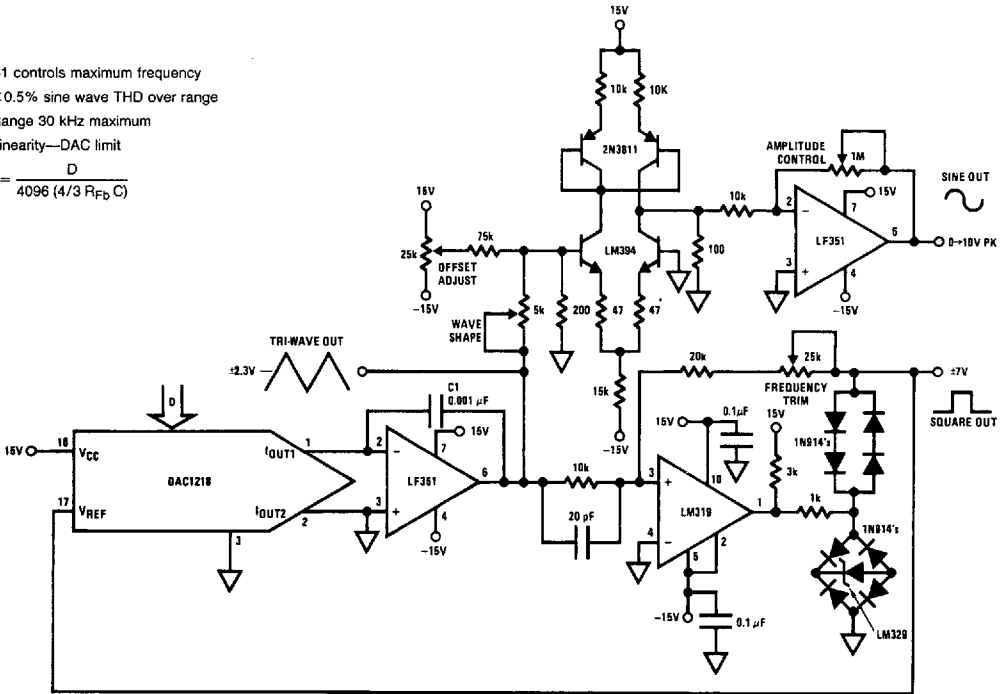 1 controls maximum frequency
0.5% sine wave THD over range
ange 30 kHz maximum
inearity—DAC limit
= D
4096 (4/3 RFb C)
15V
10k
10K
2N3811
AMPLITUDE
CONTROL
1M
SINE OUT
15V
10k
2
–
7
LF351
6
0→10V PK
3
+
4
–15V
100
15V
25k
75k
OFFSET
ADJUST
–15V
LM394
5k
200
47
47
WAVE
SHAPE
TRI-WAVE OUT
±2.3V
15k
–15V
20k
25k
FREQUENCY
TRIM
±7V
SQUARE OUT
1N914's
D
C1
0.001 µF
15V
18
VCC
DAC1218
17
VREF
IOUT1
1
IOUT2
2
3
2
–
7
15V
LF351
6
3
+
4
–15V
10k
20 pF
15V
0.1µF
15V
3k
3
+
10
LM319
1
1k
4
–
5
2
–15V
0.1 µF
1N914's
LM329